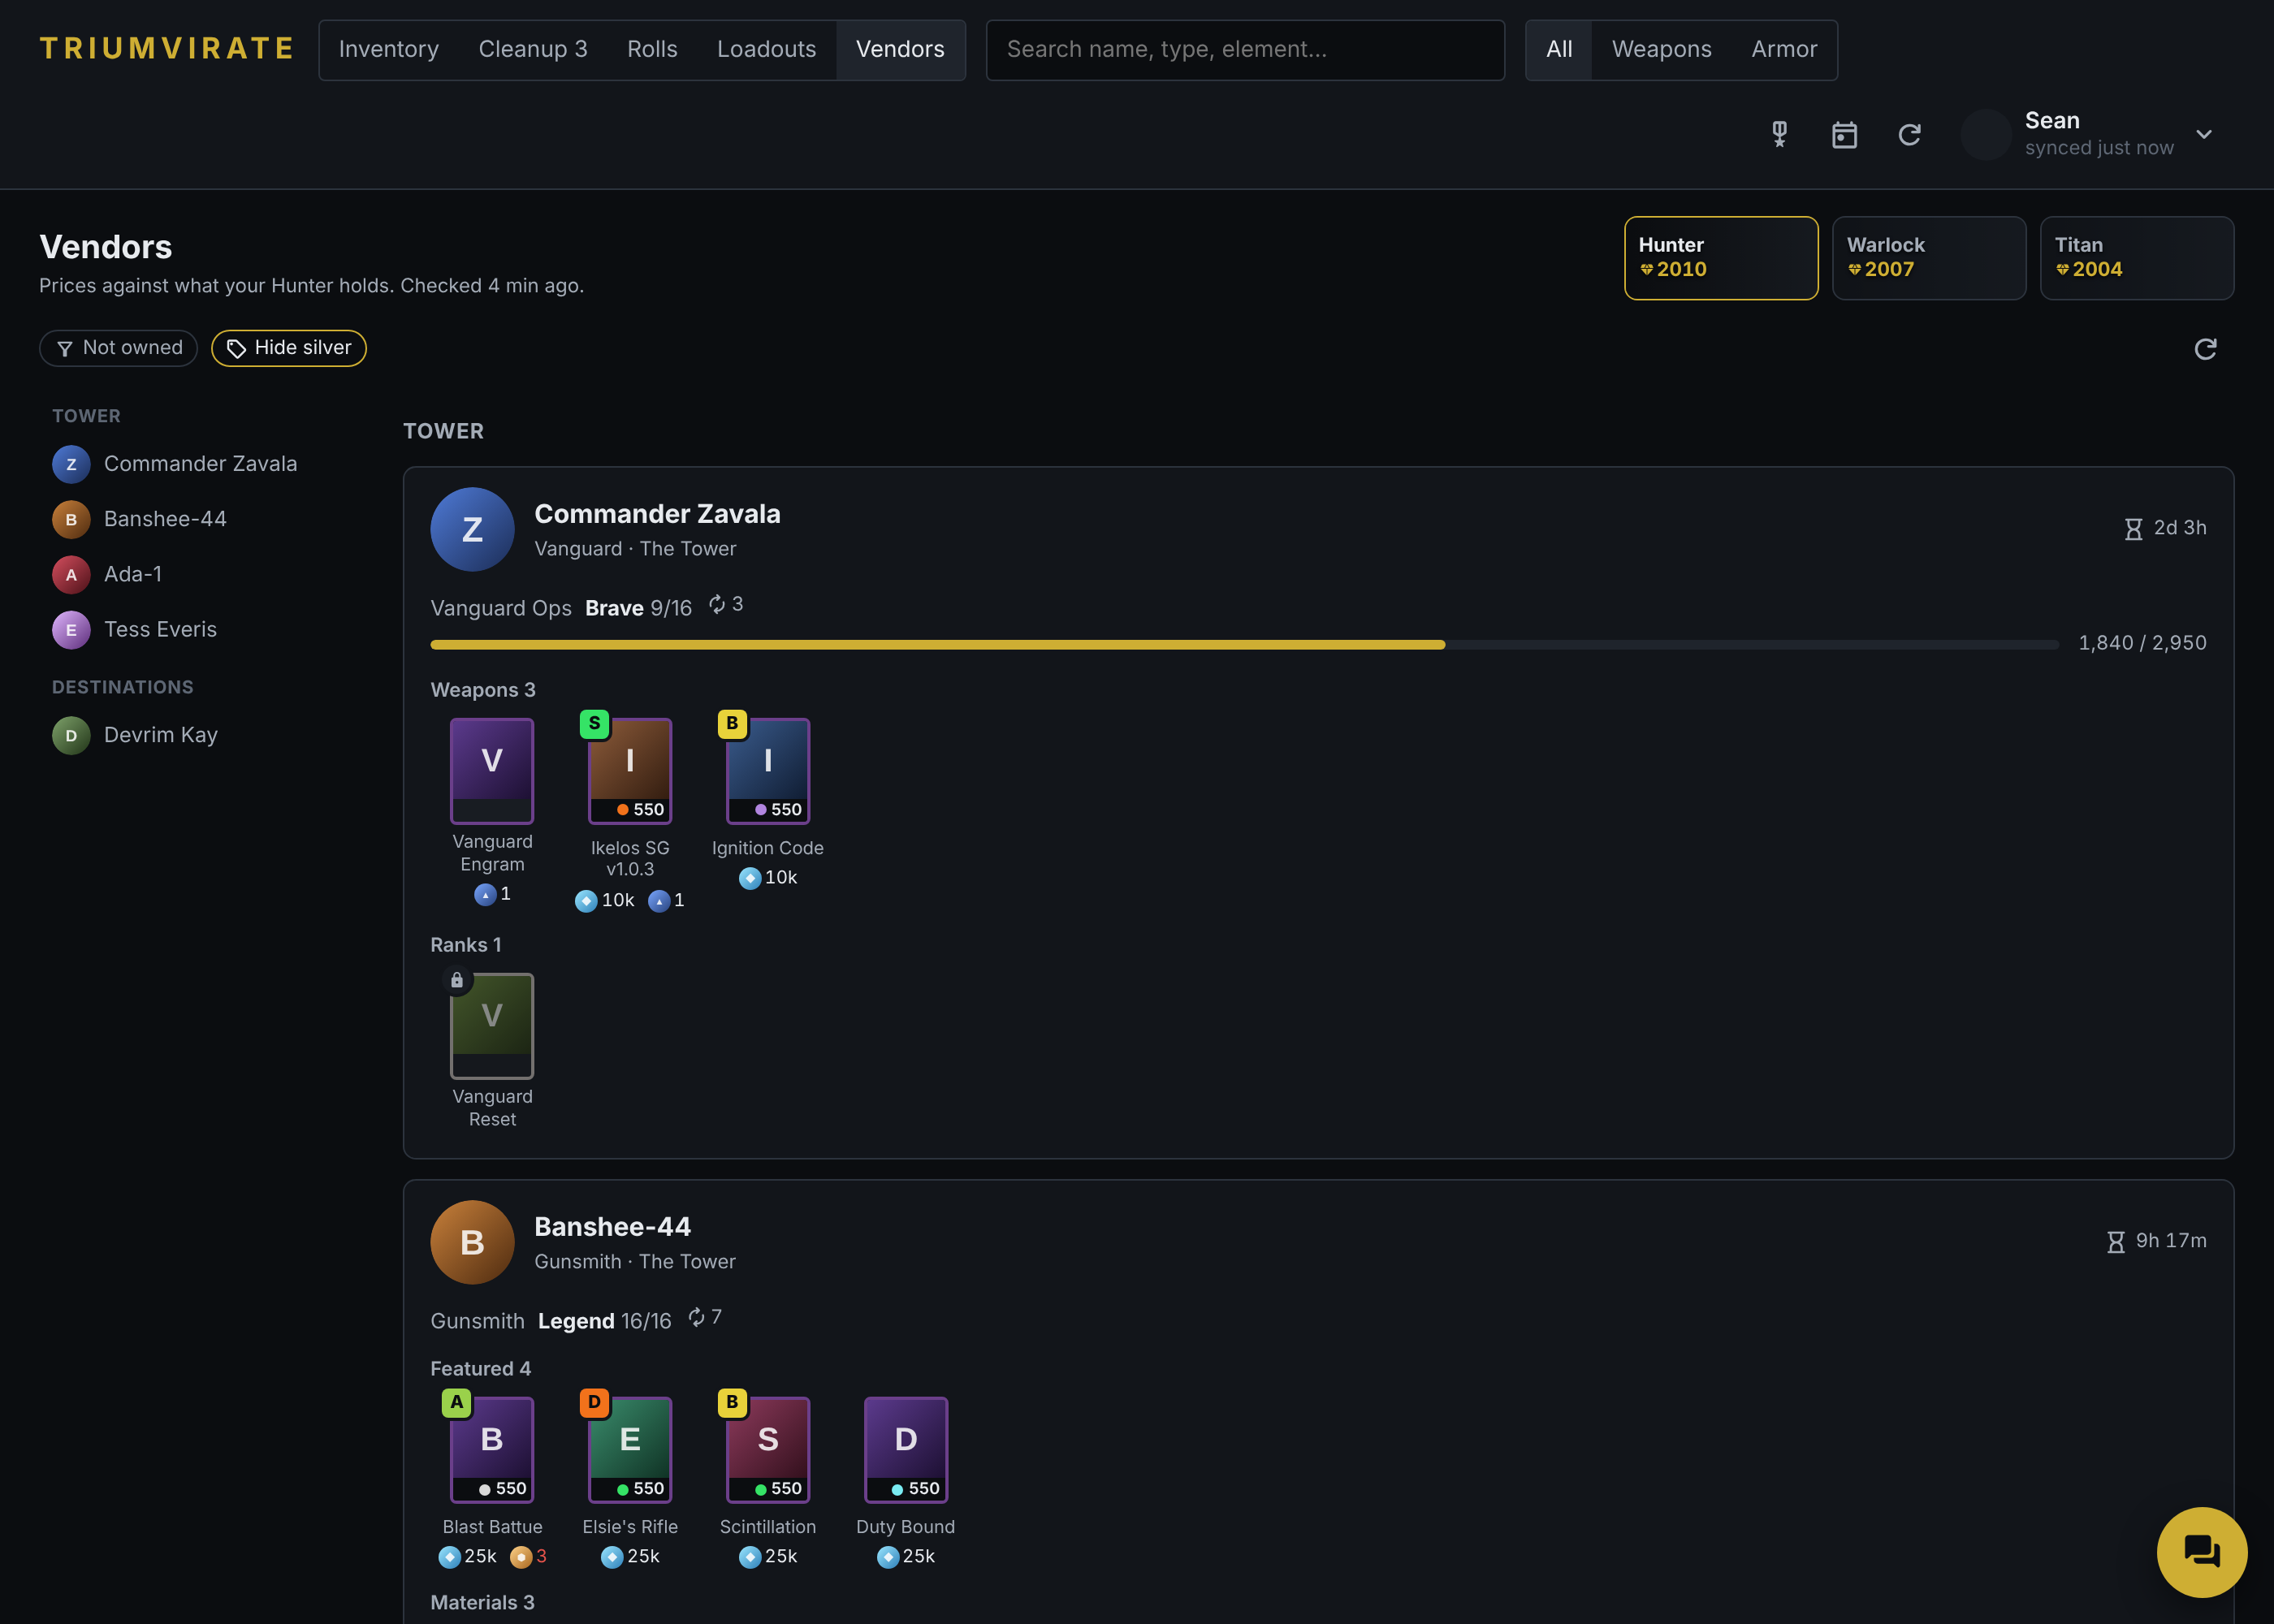 TRIUMVIRATE
Inventory Cleanup 3 Rolls Loadouts Vendors
Search name, type, element...
All Weapons Armor
Sean
synced just now
Vendors
Prices against what your Hunter holds. Checked 4 min ago.
Hunter
2010
Warlock
2007
Titan
2004
Not owned
Hide silver
TOWER
Z Commander Zavala
B Banshee-44
A Ada-1
E Tess Everis
DESTINATIONS
D Devrim Kay
TOWER
Z
Commander Zavala
Vanguard · The Tower
2d 3h
Vanguard Ops Brave 9/16 3
1,840 / 2,950
Weapons 3
V
Vanguard
Engram
1
S
I
550
Ikelos SG
v1.0.3
10k 1
B
I
550
Ignition Code
10k
Ranks 1
V
Vanguard
Reset
B
Banshee-44
Gunsmith · The Tower
9h 17m
Gunsmith Legend 16/16 7
Featured 4
A
B
550
Blast Battue
25k 3
D
E
550
Elsie's Rifle
25k
B
S
550
Scintillation
25k
D
550
Duty Bound
25k
Materials 3